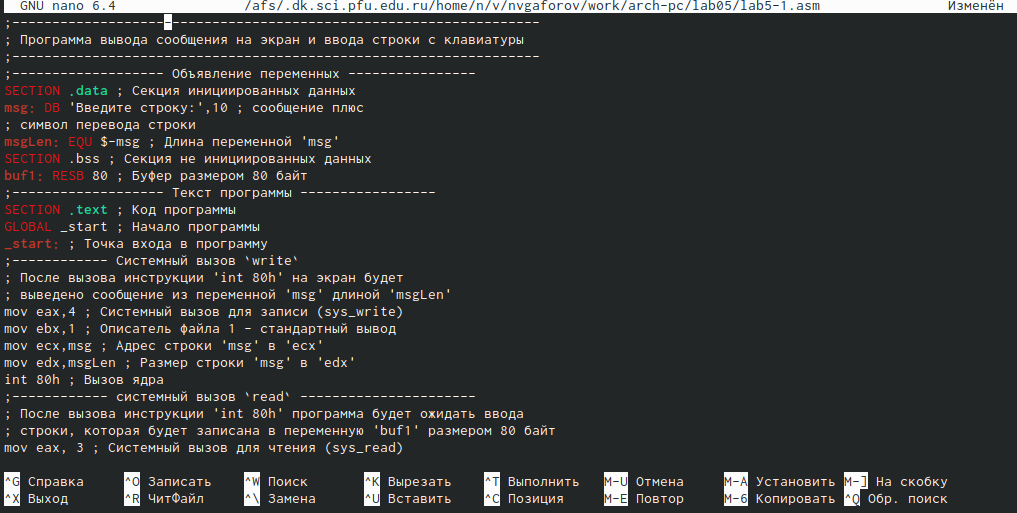 GNU nano 6.4 /afs/.dk.sci.pfu.edu.ru/home/n/v/nvgaforov/work/arch-pc/lab05/lab5-1.asm Изменён
;------------------------------------------------------------------
; Программа вывода сообщения на экран и ввода строки с клавиатуры
;------------------------------------------------------------------
;------------------- Объявление переменных ----------------
SECTION .data ; Секция инициированных данных
msg: DB 'Введите строку:',10 ; сообщение плюс
; символ перевода строки
msgLen: EQU $-msg ; Длина переменной 'msg'
SECTION .bss ; Секция не инициированных данных
buf1: RESB 80 ; Буфер размером 80 байт
;------------------- Текст программы -----------------
SECTION .text ; Код программы
GLOBAL _start ; Начало программы
_start: ; Точка входа в программу
;------------ Системный вызов `write`
; После вызова инструкции 'int 80h' на экран будет
; выведено сообщение из переменной 'msg' длиной 'msgLen'
mov eax,4 ; Системный вызов для записи (sys_write)
mov ebx,1 ; Описатель файла 1 - стандартный вывод
mov ecx,msg ; Адрес строки 'msg' в 'ecx'
mov edx,msgLen ; Размер строки 'msg' в 'edx'
int 80h ; Вызов ядра
;------------ системный вызов `read` ----------------------
; После вызова инструкции 'int 80h' программа будет ожидать ввода
; строки, которая будет записана в переменную 'buf1' размером 80 байт
mov eax, 3 ; Системный вызов для чтения (sys_read)
^G Справка ^O Записать ^W Поиск ^K Вырезать ^T Выполнить M-U Отмена M-A Установить M-] На скобку
^X Выход ^R ЧитФайл ^\ Замена ^U Вставить ^C Позиция M-E Повтор M-6 Копировать ^Q Обр. поиск